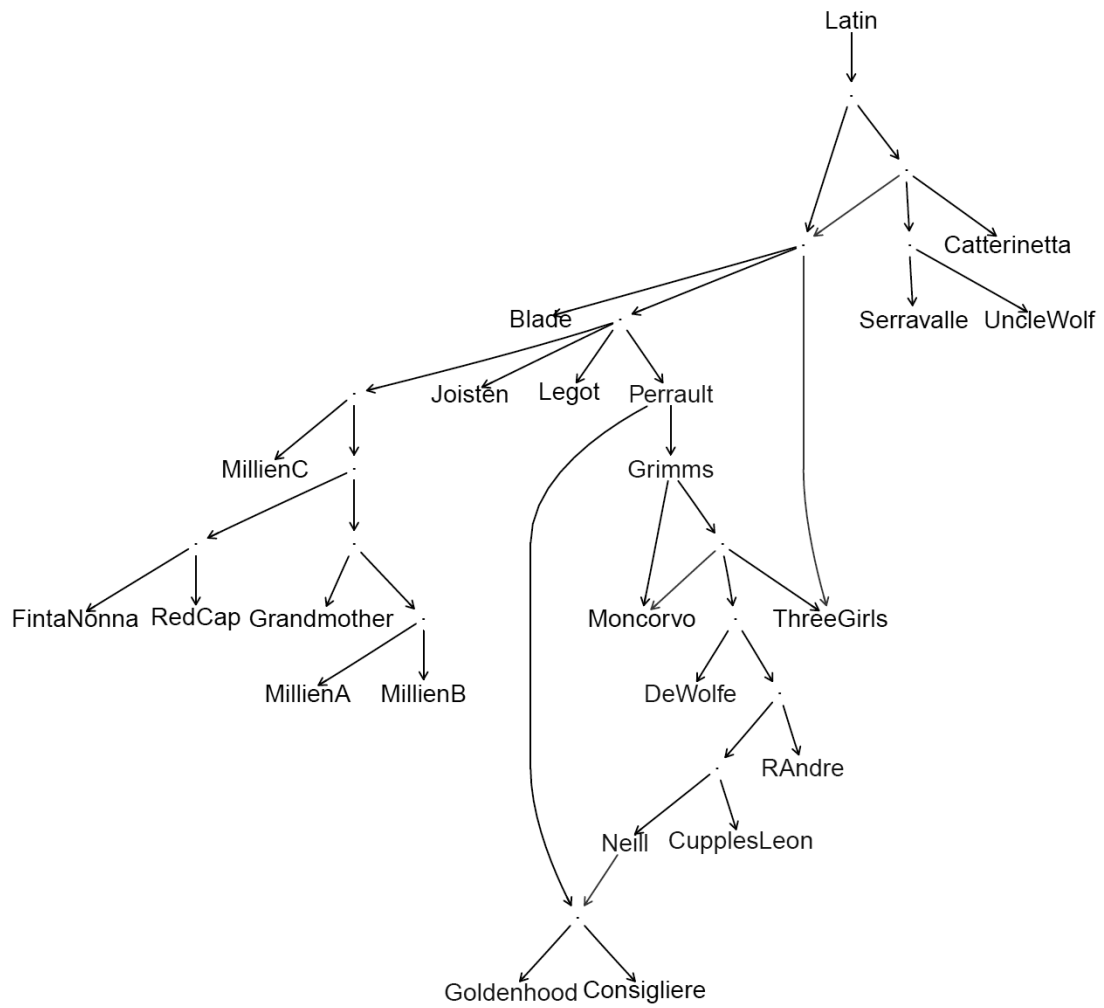 Latin
Catterinetta
Blade
Serravalle
UncleWolf
Joisten
Legot
Perrault
MillienC
Grimms
FintaNonna
RedCap
Grandmother
Moncorvo
ThreeGirls
MillienA
MillienB
DeWolfe
RAndre
Neill
CupplesLeon
Goldenhood
Consigliere